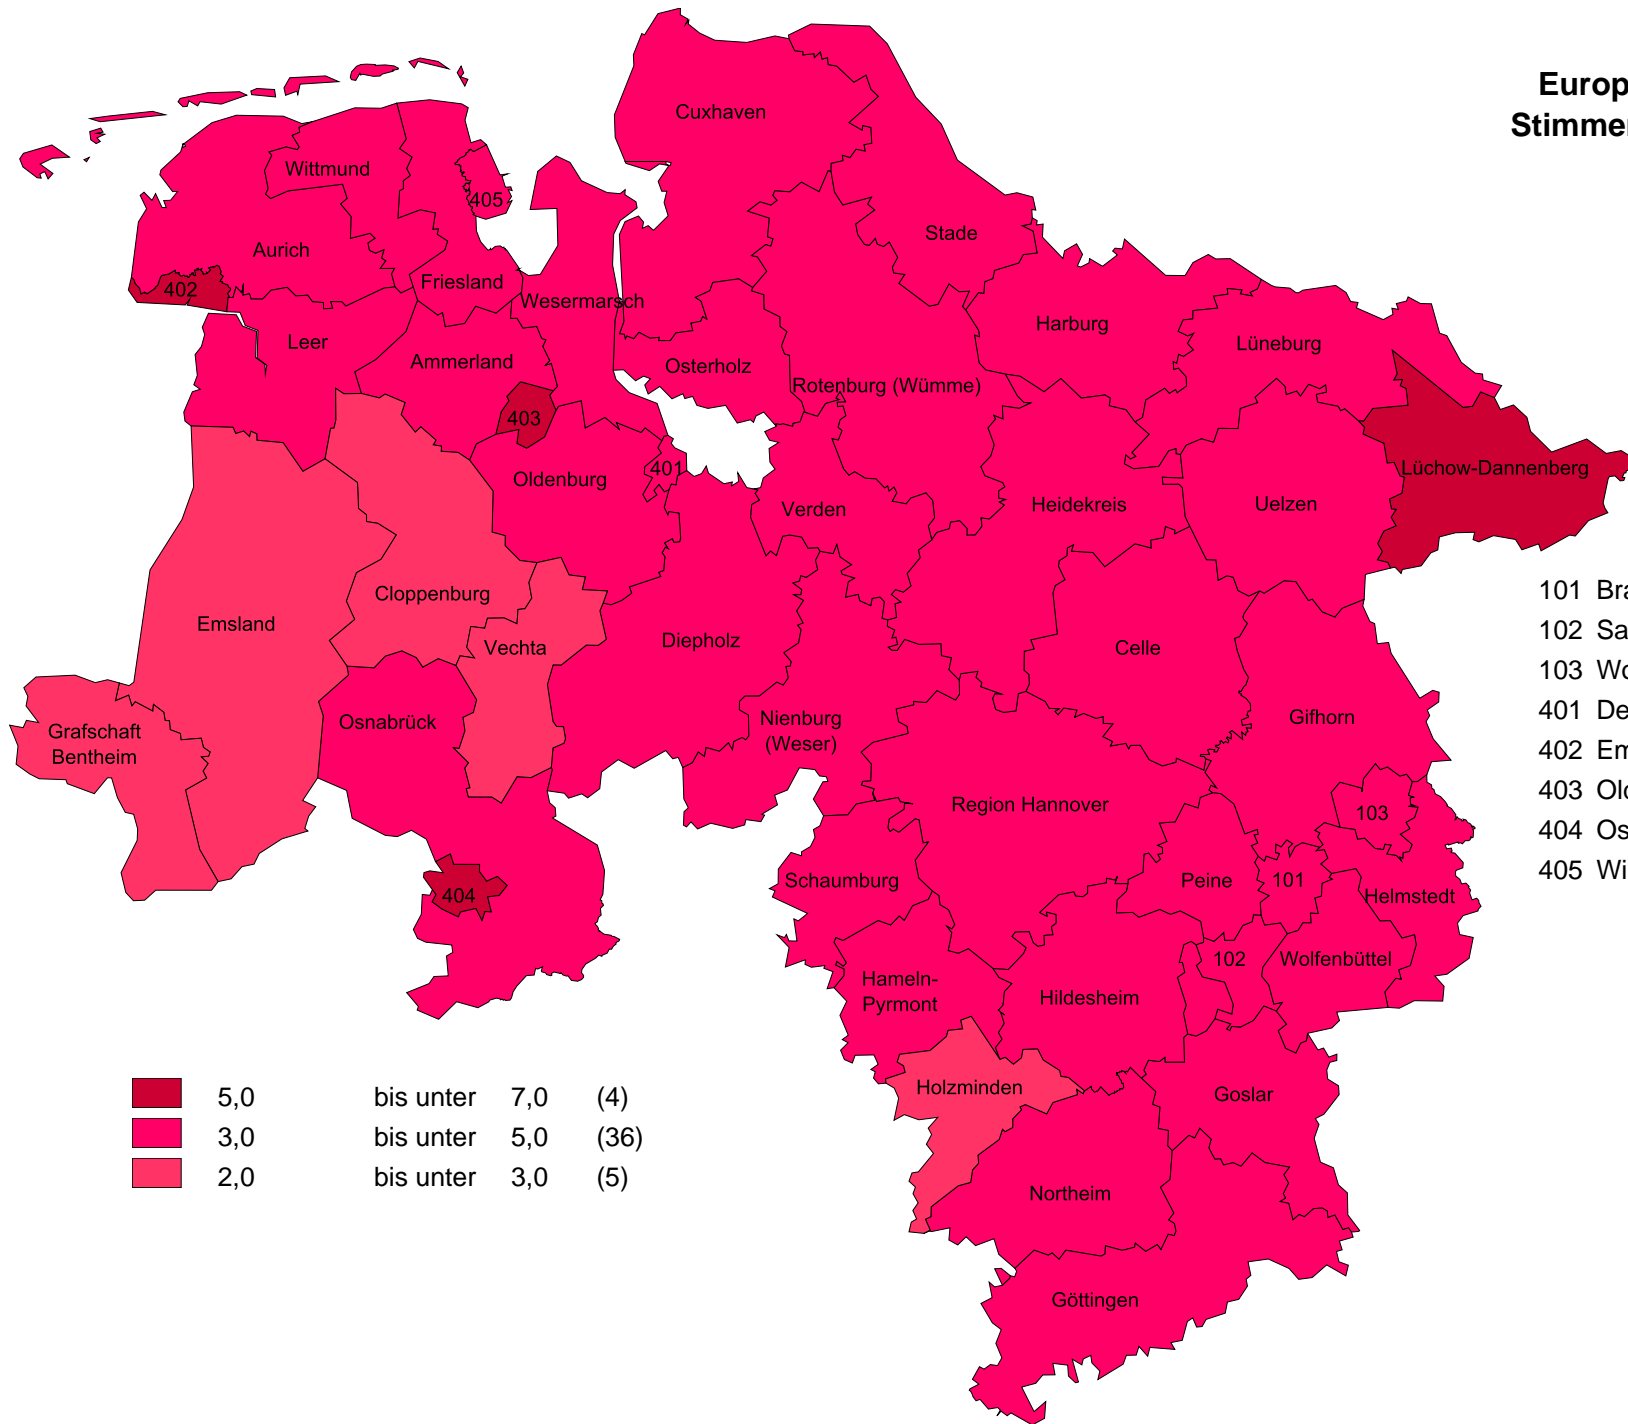 Europ
Stimmer
Cuxhaven
Wittmund
405
Stade
Aurich
Friesland
402
Wesermarsch
Harburg
Leer
Lüneburg
Ammerland
Osterholz
Rotenburg (Wümme)
403
401
Lüchow-Dannenberg
Oldenburg
Heidekreis
Uelzen
Verden
Cloppenburg
Emsland
Diepholz
Vechta
Celle
Osnabrück
Nienburg
(Weser)
Gifhorn
Grafschaft
Bentheim
Region Hannover
103
Schaumburg
Peine
101
404
Helmstedt
102
Wolfenbüttel
Hameln-
Pyrmont
Hildesheim
Holzminden
Goslar
Northeim
Göttingen
101 Bra
102 Sa
103 Wo
401 De
402 Em
403 Old
404 Os
405 Wi
5,0 bis unter 7,0 (4)
3,0 bis unter 5,0 (36)
2,0 bis unter 3,0 (5)